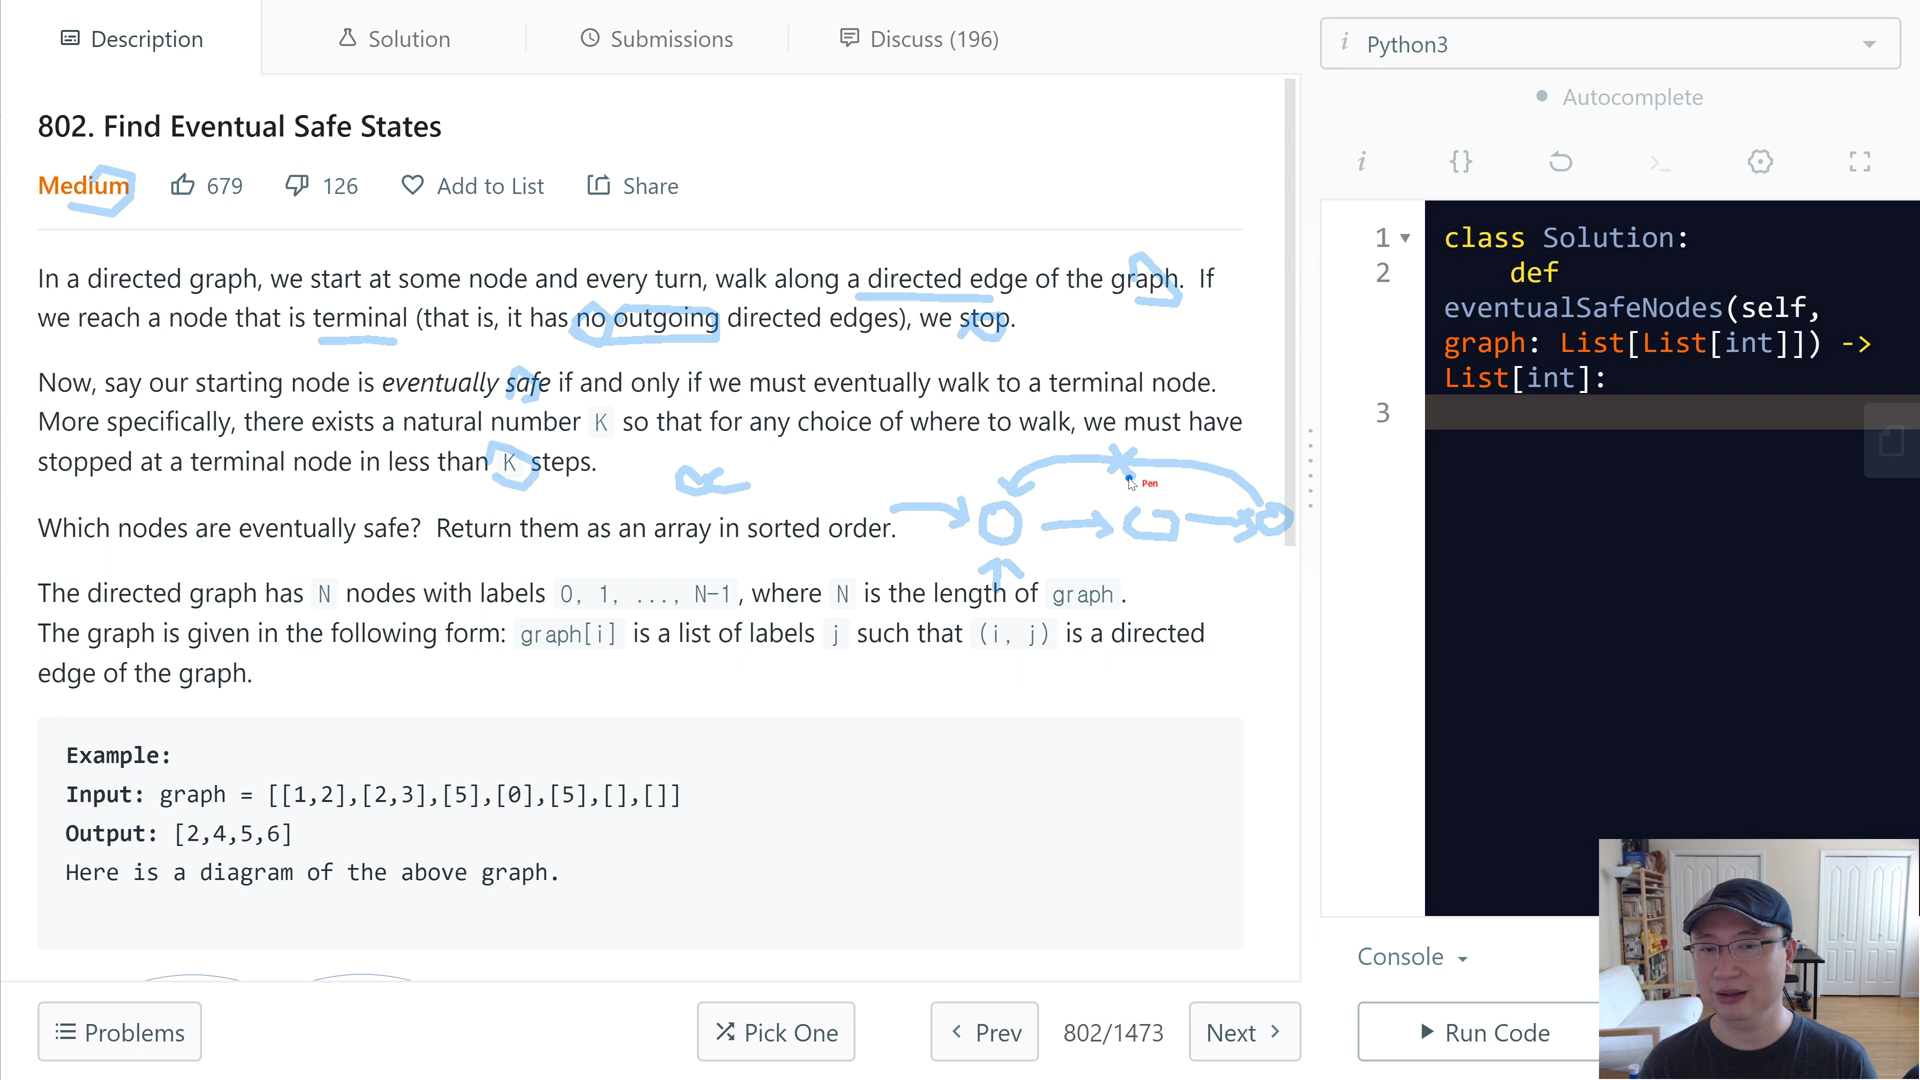 Description
Solution
Submissions
Discuss (196)
Python3
Autocomplete
802. Find Eventual Safe States
Medium 679 126 Add to List Share
In a directed graph, we start at some node and every turn, walk along a directed edge of the graph.  If
we reach a node that is terminal (that is, it has no outgoing directed edges), we stop.
Now, say our starting node is eventually safe if and only if we must eventually walk to a terminal node.
More specifically, there exists a natural number K so that for any choice of where to walk, we must have
stopped at a terminal node in less than K steps.
Pen
Which nodes are eventually safe?  Return them as an array in sorted order.
The directed graph has N nodes with labels 0, 1, ..., N-1, where N is the length of graph.
The graph is given in the following form: graph[i] is a list of labels j such that (i, j) is a directed
edge of the graph.
Example:
Input: graph = [[1,2],[2,3],[5],[0],[5],[],[]]
Output: [2,4,5,6]
Here is a diagram of the above graph.
1 class Solution:
2 def
eventualSafeNodes(self,
graph: List[List[int]]) ->
List[int]:
3
Console
Problems
Pick One
Prev
802/1473
Next
Run Code